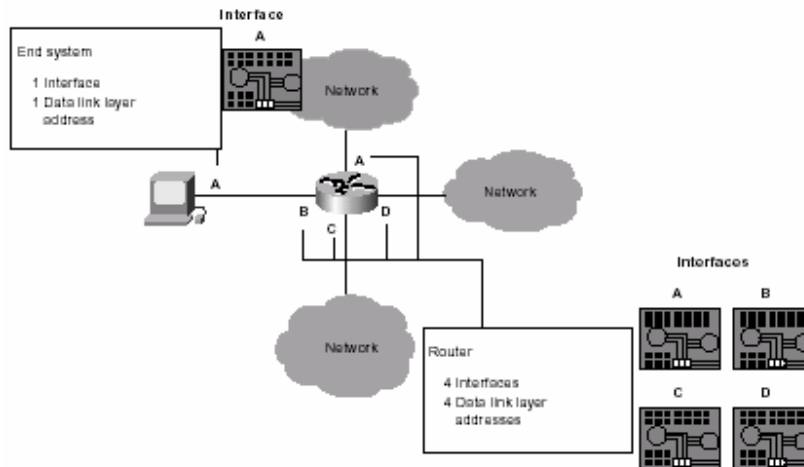 Interface
A
End system
1 Interface
1 Data link layer
address
Network
A
A
Network
B
D
C
Interfaces
A
B
Network
Router
4 Interfaces
4 Data link layer
addresses
C
D